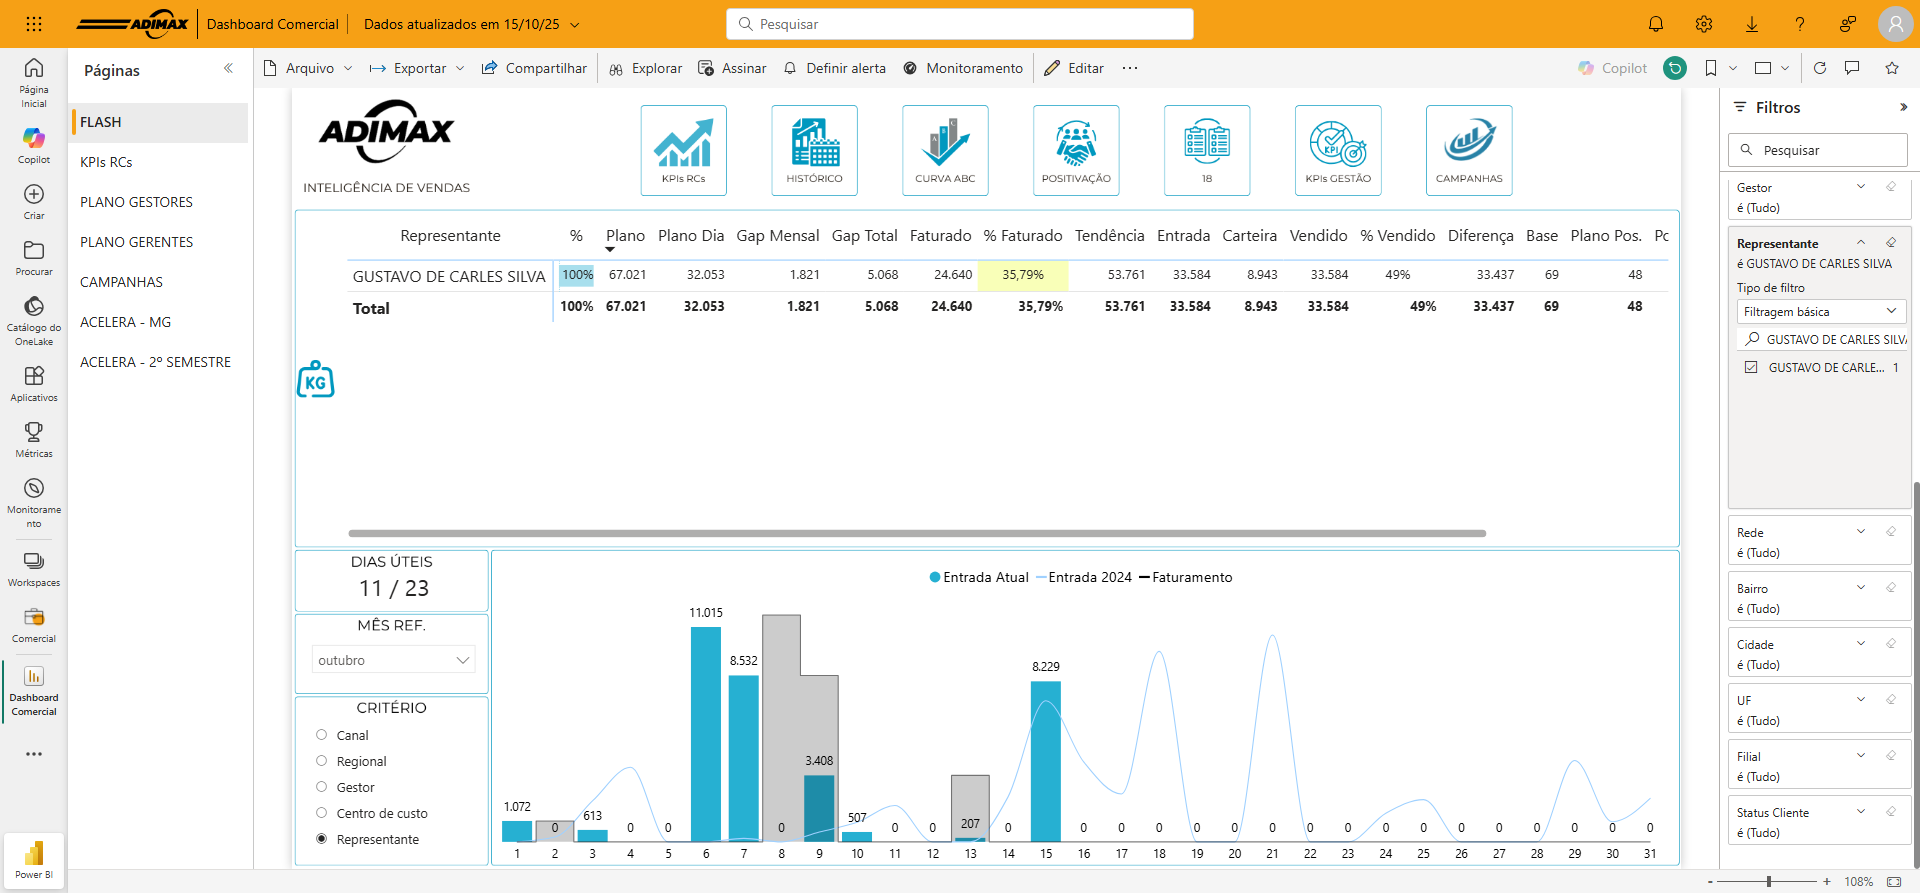 ADIMAX
Dashboard Comercial
Dados atualizados em 15/10/25
Pesquisar
Página Inicial
Copilot
Criar
Procurar
Catálogo do OneLake
Aplicativos
Métricas
Monitoramento
Workspaces
Comercial
Dashboard Comercial
Power BI
Páginas
FLASH
KPIs RCs
PLANO GESTORES
PLANO GERENTES
CAMPANHAS
ACELERA - MG
ACELERA - 2º SEMESTRE
Arquivo
Exportar
Compartilhar
Explorar
Assinar
Definir alerta
Monitoramento
Editar
Copilot
ADIMAX
INTELIGÊNCIA DE VENDAS
KPIs RCs
HISTÓRICO
A B C
CURVA ABC
POSITIVAÇÃO
18
KPI
KPIs GESTÃO
CAMPANHAS
Representante % Plano Plano Dia Gap Mensal Gap Total Faturado % Faturado Tendência Entrada Carteira Vendido % Vendido Diferença Base Plano Pos. Pc
GUSTAVO DE CARLES SILVA 100% 67.021 32.053 1.821 5.068 24.640 35,79% 53.761 33.584 8.943 33.584 49% 33.437 69 48
Total 100% 67.021 32.053 1.821 5.068 24.640 35,79% 53.761 33.584 8.943 33.584 49% 33.437 69 48
KG
DIAS ÚTEIS
11 / 23
MÊS REF.
outubro
CRITÉRIO
Canal
Regional
Gestor
Centro de custo
Representante
Entrada Atual Entrada 2024 Faturamento
1.072 0 613 0 0 11.015 8.532 0 3.408 507 0 0 207 0 8.229 0 0 0 0 0 0 0 0 0 0 0 0 0 0 0 0
1 2 3 4 5 6 7 8 9 10 11 12 13 14 15 16 17 18 19 20 21 22 23 24 25 26 27 28 29 30 31
Filtros
Pesquisar
Gestor
é (Tudo)
Representante
é GUSTAVO DE CARLES SILVA
Tipo de filtro
Filtragem básica
GUSTAVO DE CARLES SILVA
GUSTAVO DE CARLE... 1
Rede
é (Tudo)
Bairro
é (Tudo)
Cidade
é (Tudo)
UF
é (Tudo)
Filial
é (Tudo)
Status Cliente
é (Tudo)
- + 108%